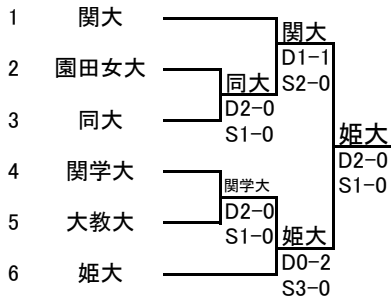 1 関大
関大
D1-1
S2-0
2 園田女大
同大
D2-0
S1-0
3 同大
姫大
D2-0
S1-0
4 関学大
関学大
D2-0
S1-0
5 大教大
姫大
D0-2
S3-0
6 姫大